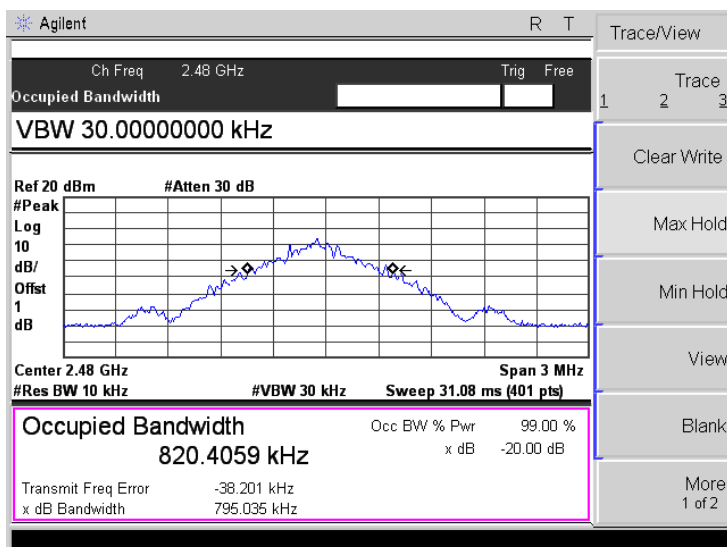 Agilent R T
Trace/View
Ch Freq 2.48 GHz Trig Free
Occupied Bandwidth
Trace
1 2 3
VBW 30.00000000 kHz
Clear Write
Ref 20 dBm #Atten 30 dB
#Peak
Log
10
dB/
Offst
1
dB
Max Hold
Min Hold
View
Center 2.48 GHz Span 3 MHz
#Res BW 10 kHz #VBW 30 kHz Sweep 31.08 ms (401 pts)
Occupied Bandwidth
820.4059 kHz
Occ BW % Pwr 99.00 %
x dB -20.00 dB
Transmit Freq Error -38.201 kHz
x dB Bandwidth 795.035 kHz
Blank
More
1 of 2